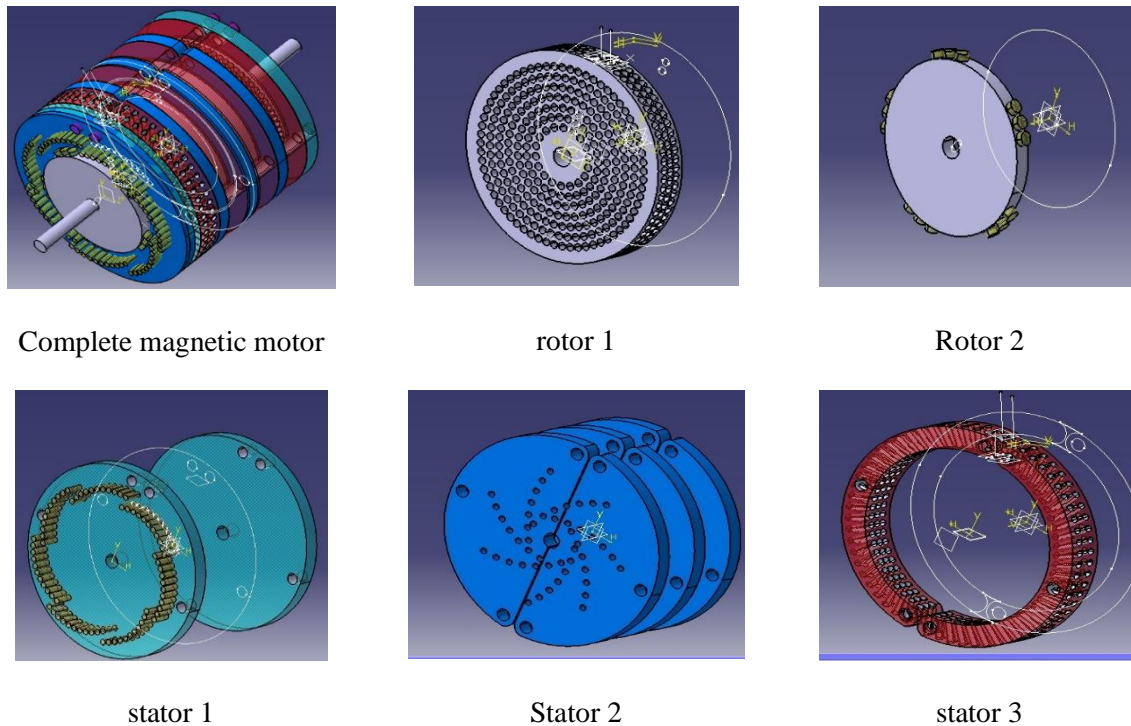 Complete magnetic motor
rotor 1
Rotor 2
stator 1
Stator 2
stator 3